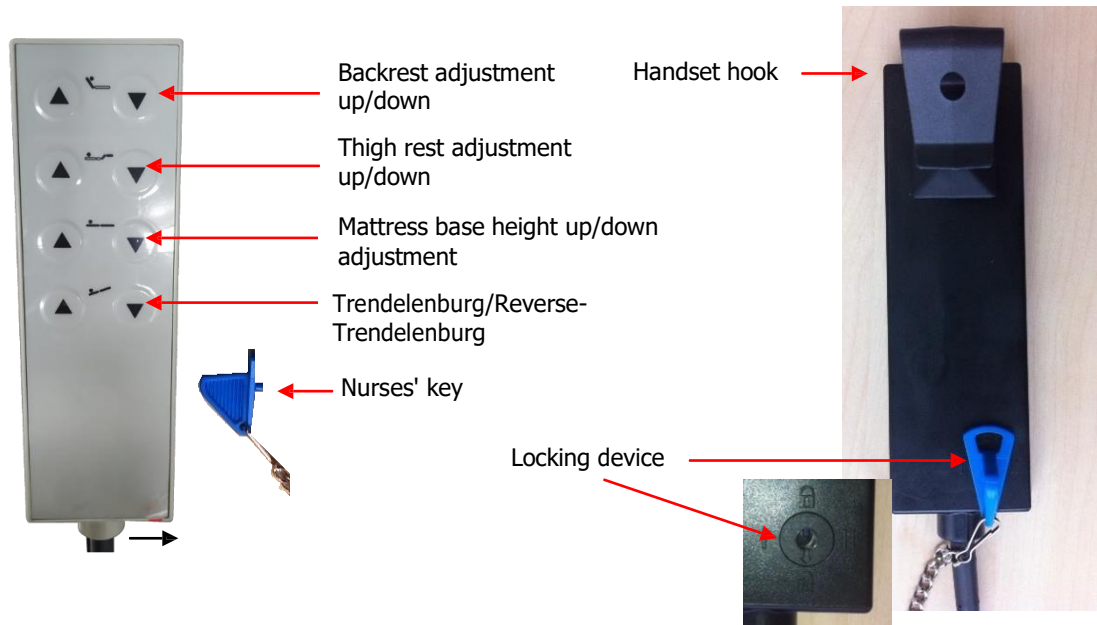 Backrest adjustment
up/down
Thigh rest adjustment
up/down
Mattress base height up/down
adjustment
Trendelenburg/Reverse-
Trendelenburg
Nurses' key
Handset hook
Locking device